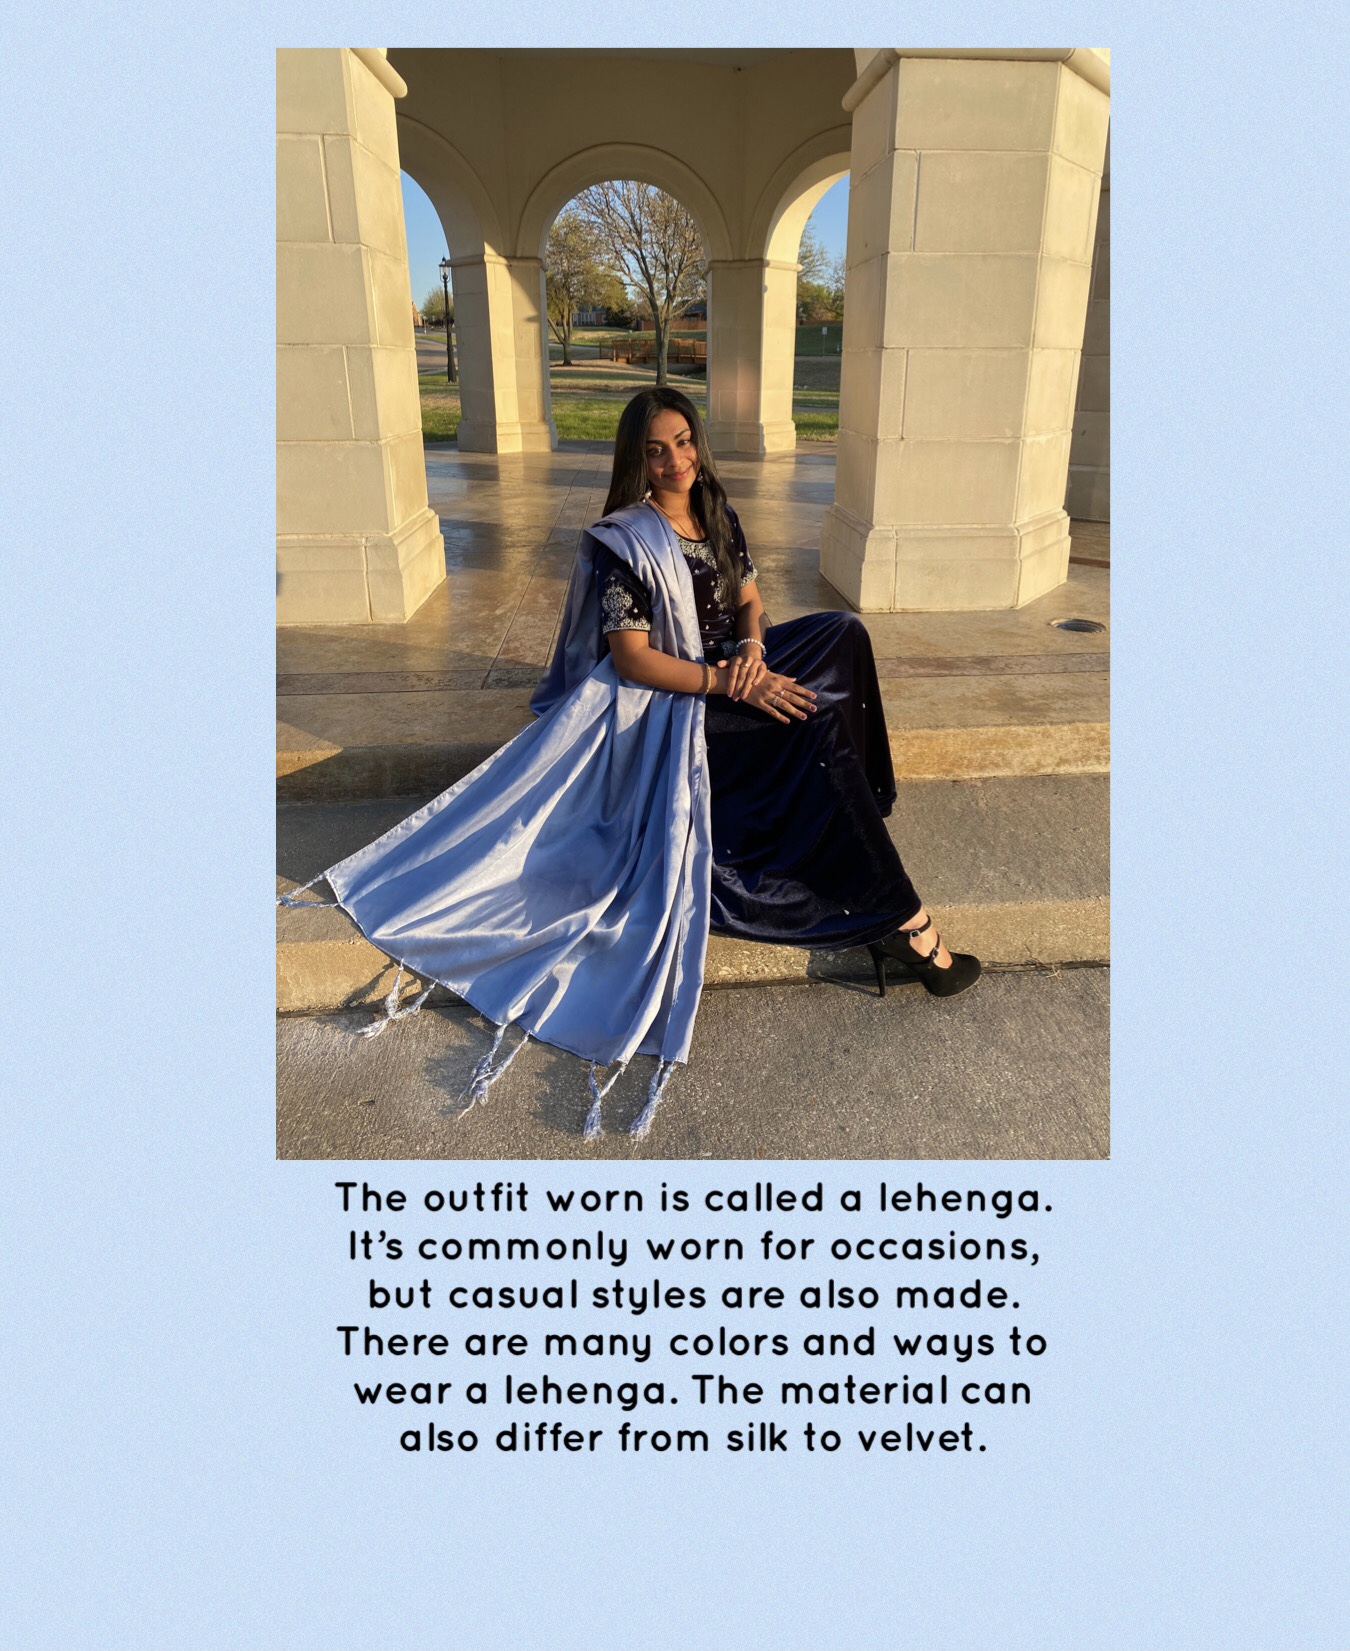 The outfit worn is called a lehenga.
It’s commonly worn for occasions,
but casual styles are also made.
There are many colors and ways to
wear a lehenga. The material can
also differ from silk to velvet.